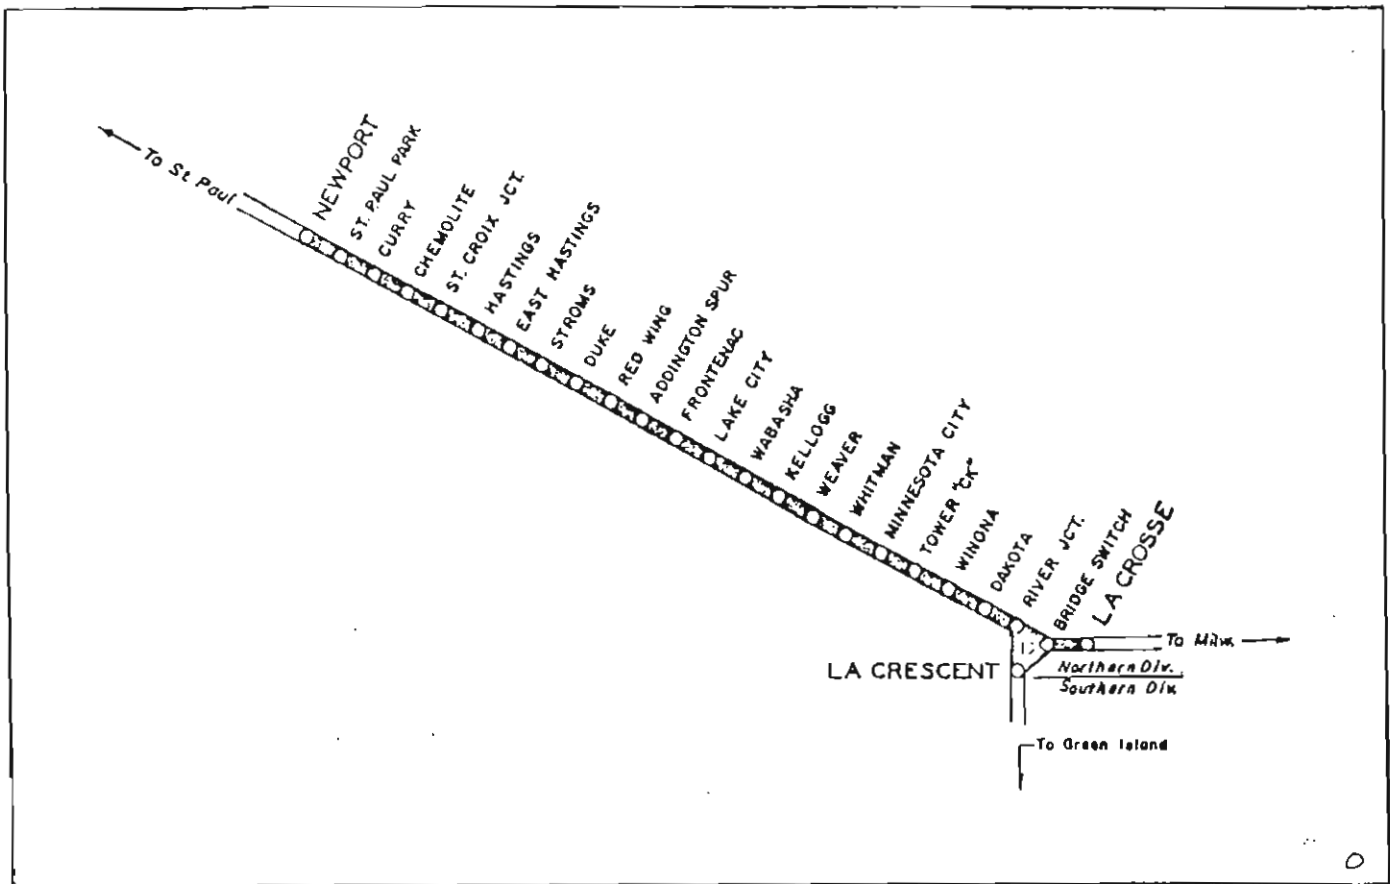 To St Paul
NEWPORT
ST. PAUL PARK
CURRY
CHEMOLITE
ST. CROIX JCT.
HASTINGS
EAST HASTINGS
STROMS
DUKE
RED WING
ADDINGTON SPUR
FRONTENAC
LAKE CITY
WABASHA
KELLOGG
WEAVER
WHITMAN
MINNESOTA CITY
TOWER "CK"
WINONA
DAKOTA
RIVER JCT.
BRIDGE SWITCH
LA CROSSE
To Milw.
LA CRESCENT
Northern Div.
Southern Div.
To Green Island